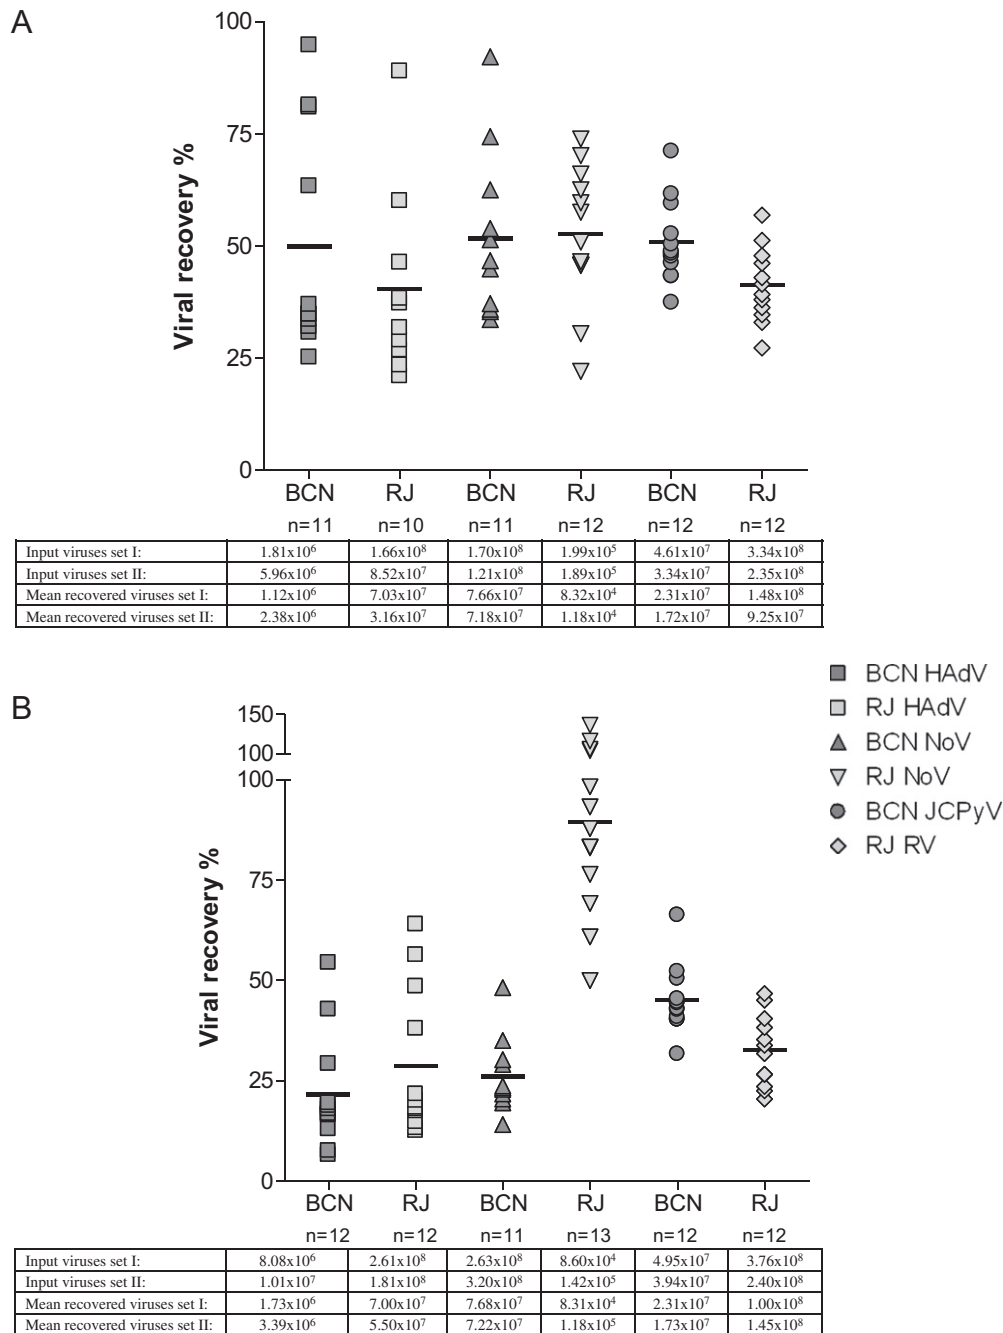 A
100
75
50
25
0
Viral recovery %
BCN RJ BCN RJ BCN RJ
n=11 n=10 n=11 n=12 n=12 n=12
Input viruses set I: 1.81x10⁶ 1.66x10⁸ 1.70x10⁸ 1.99x10⁵ 4.61x10⁷ 3.34x10⁸
Input viruses set II: 5.96x10⁶ 8.52x10⁷ 1.21x10⁸ 1.89x10⁵ 3.34x10⁷ 2.35x10⁸
Mean recovered viruses set I: 1.12x10⁶ 7.03x10⁷ 7.66x10⁷ 8.32x10⁴ 2.31x10⁷ 1.48x10⁸
Mean recovered viruses set II: 2.38x10⁶ 3.16x10⁷ 7.18x10⁷ 1.18x10⁴ 1.72x10⁷ 9.25x10⁷
BCN HAdV
RJ HAdV
BCN NoV
RJ NoV
BCN JCPyV
RJ RV
B
150
100
100
75
50
25
0
Viral recovery %
BCN RJ BCN RJ BCN RJ
n=12 n=12 n=11 n=13 n=12 n=12
Input viruses set I: 8.08x10⁶ 2.61x10⁸ 2.63x10⁸ 8.60x10⁴ 4.95x10⁷ 3.76x10⁸
Input viruses set II: 1.01x10⁷ 1.81x10⁸ 3.20x10⁸ 1.42x10⁵ 3.94x10⁷ 2.40x10⁸
Mean recovered viruses set I: 1.73x10⁶ 7.00x10⁷ 7.68x10⁷ 8.31x10⁴ 2.31x10⁷ 1.00x10⁸
Mean recovered viruses set II: 3.39x10⁶ 5.50x10⁷ 7.22x10⁷ 1.18x10⁵ 1.73x10⁷ 1.45x10⁸